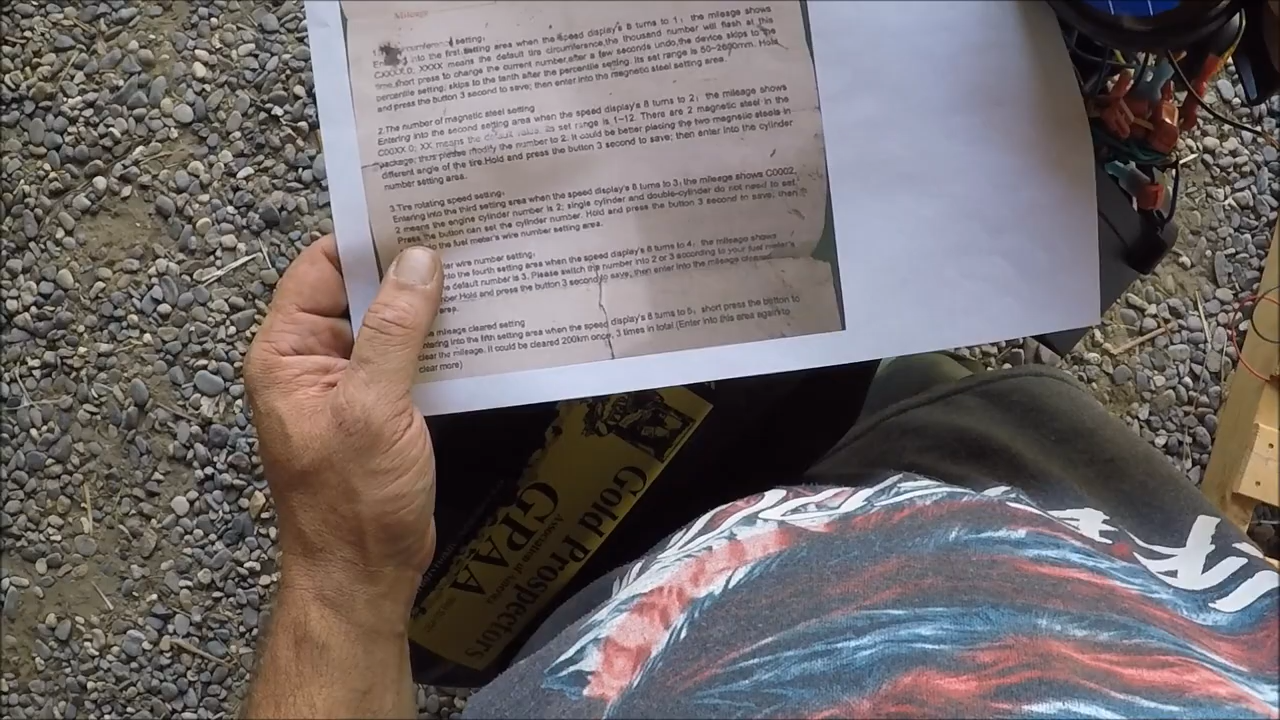 Mileage
circumference setting:
into the first setting area when the speed display's 8 turns to 1; the mileage shows
CXXXX.0; XXXX means the default tire circumference,the thousand number will flash at this
time,short press to change the current number,after a few seconds undo,the device skips to the
percentile setting; skips to the tenth after the percentile setting; its set range is 50~2600mm. Hold
and press the button 3 second to save; then enter into the magnetic steel setting area.
2.The number of magnetic steel setting
Entering into the second setting area when the speed display's 8 turns to 2; the mileage shows
C00XX.0; XX means the default value. Its set range is 1~12. There are 2 magnetic steel in the
package; thus please modify the number to 2. It could be better placing the two magnetic steels in
different angle of the tire.Hold and press the button 3 second to save; then enter into the cylinder
number setting area.
3.Tire rotating speed setting:
Entering into the third setting area when the speed display's 8 turns to 3; the mileage shows C0002,
2 means the engine cylinder number is 2; single cylinder and double-cylinder do not need to set.
Press the button can set the cylinder number. Hold and press the button 3 second to save; then
to the fuel meter's wire number setting area.
wire number setting:
into the fourth setting area when the speed display's 8 turns to 4; the mileage shows
default number is 3. Please switch the number into 2 or 3 according to your fuel meter's
Hold and press the button 3 second to save; then enter into the mileage cleared
area.
mileage cleared setting
entering into the fifth setting area when the speed display's 8 turns to 5; short press the button to
clear the mileage. It could be cleared 200km once, 3 times in total (Enter into this area again to
clear more)
Gold Prospectors
Association of America
GPAA